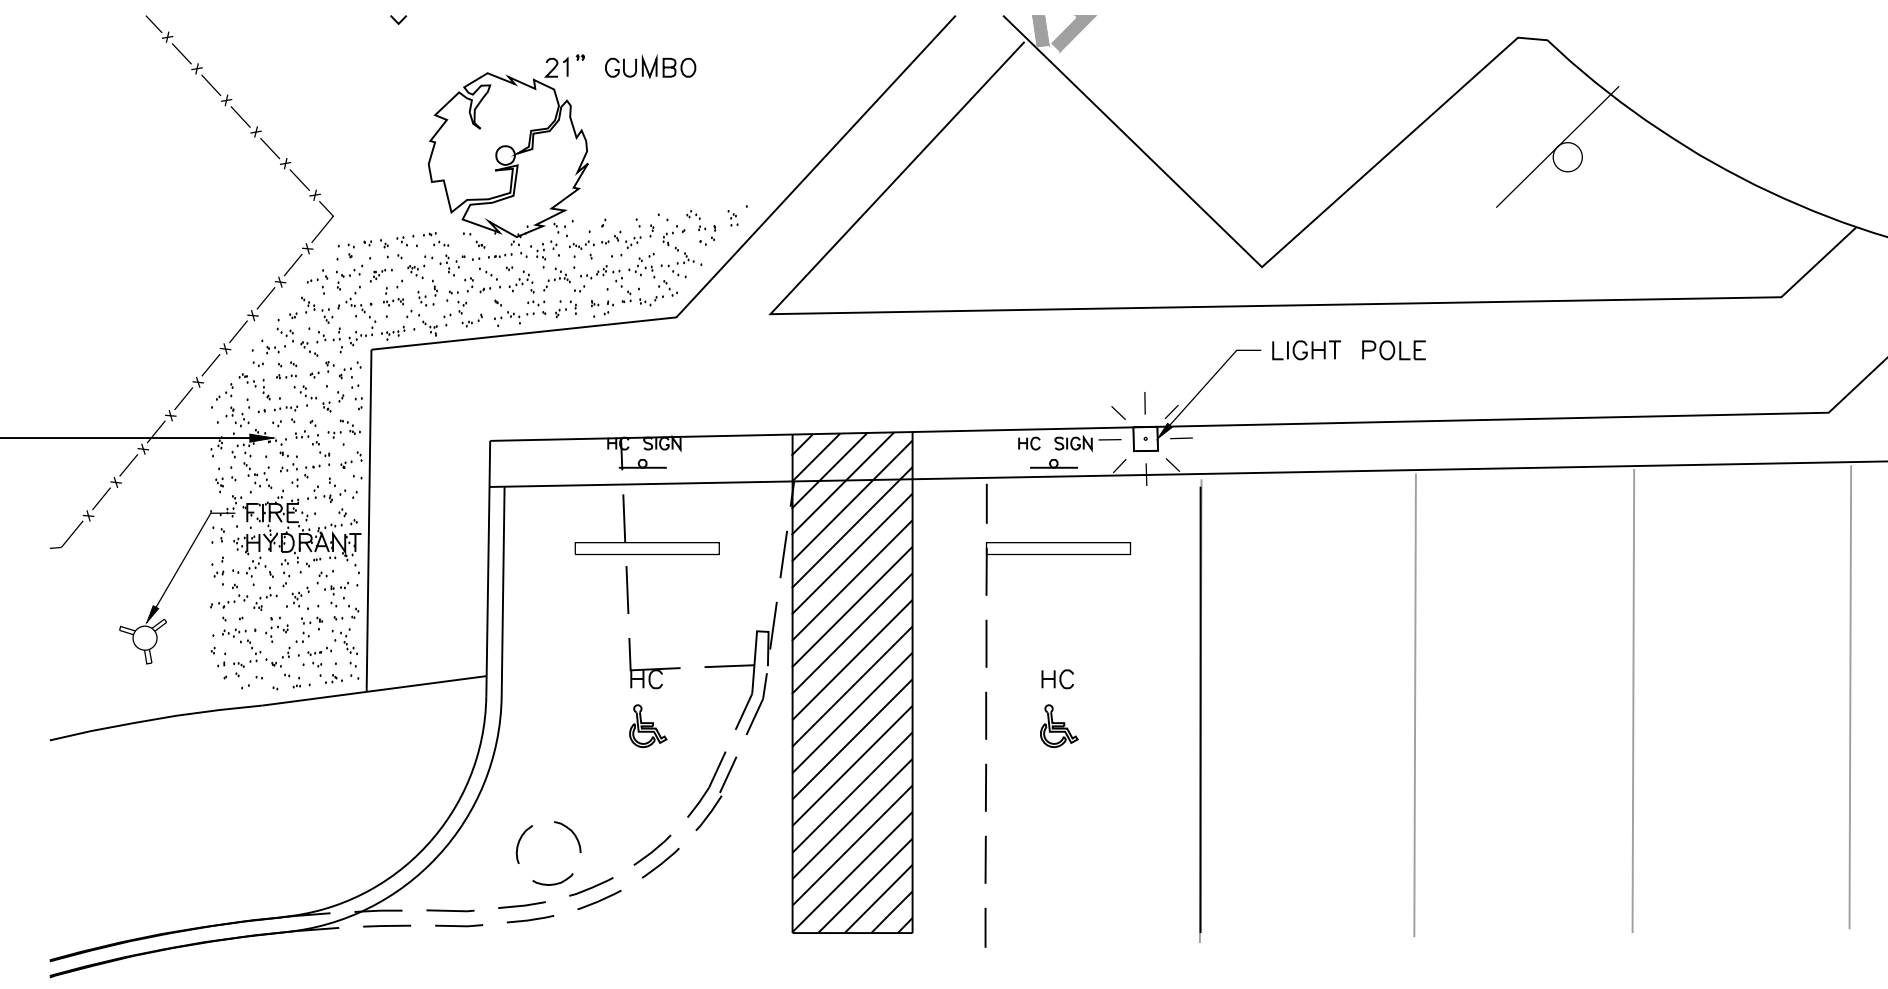 21" GUMBO
LIGHT POLE
HC SIGN
HC SIGN
FIRE
HYDRANT
HC
HC